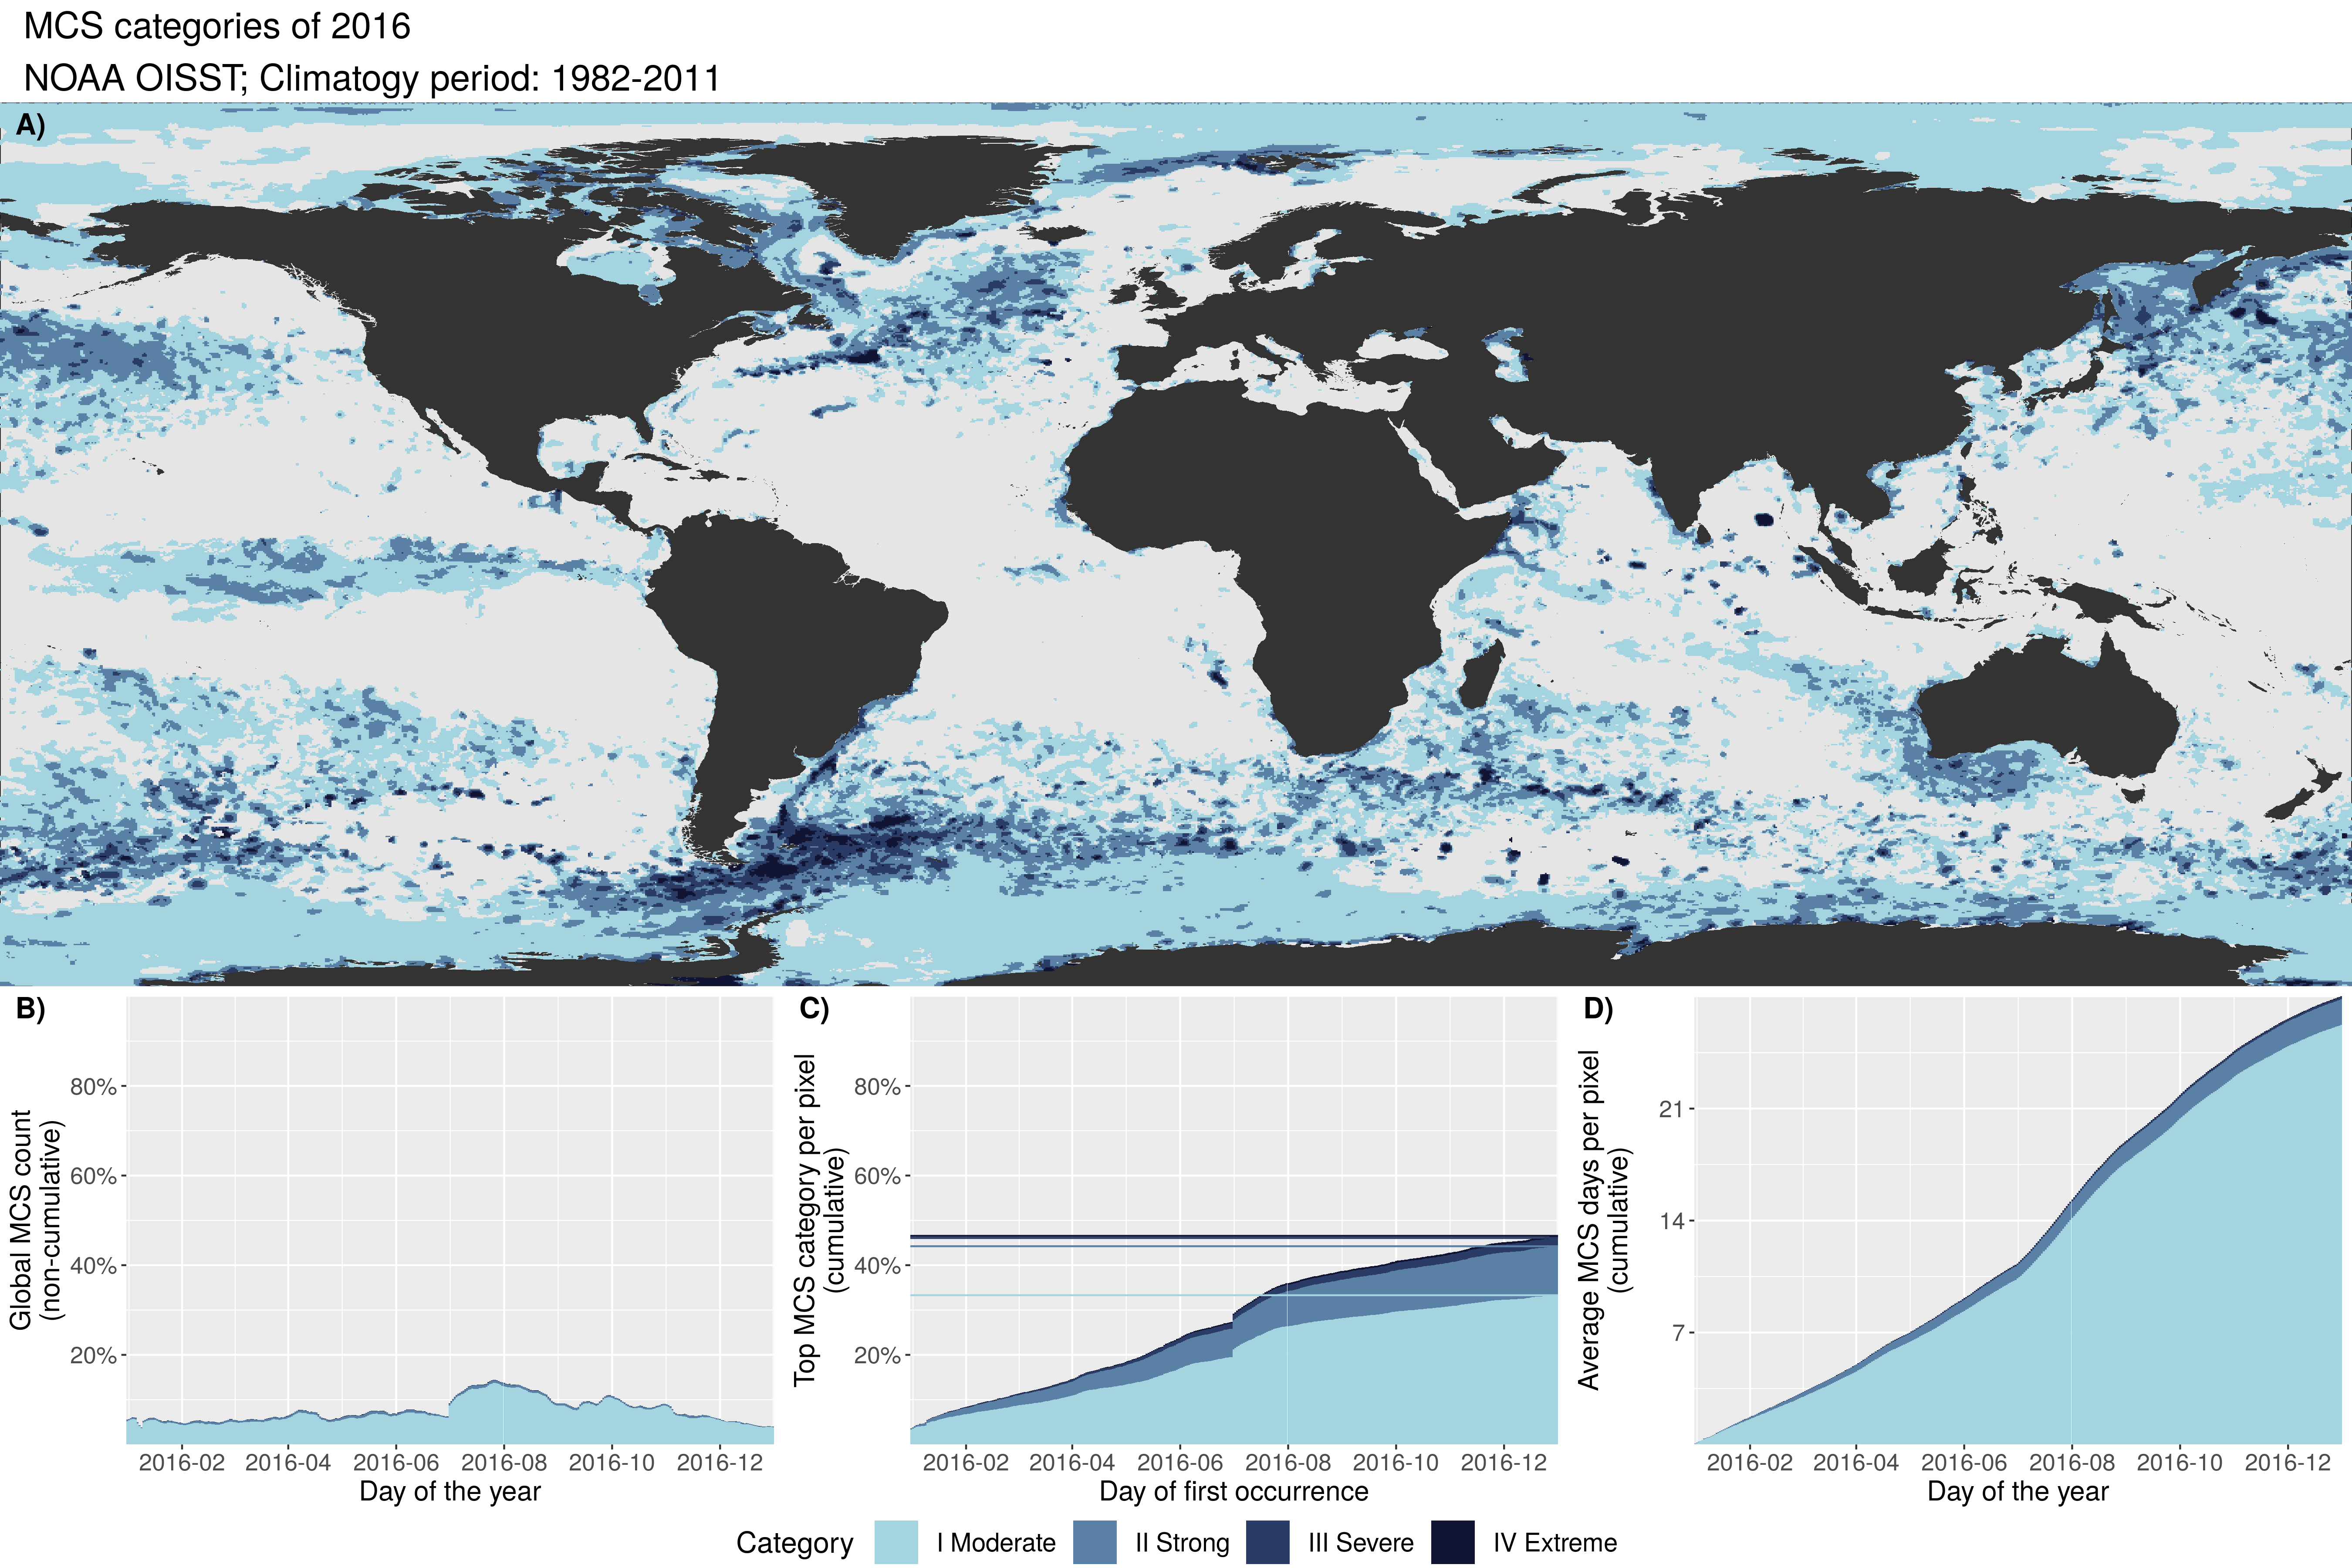 MCS categories of 2016
NOAA OISST; Climatogy period: 1982-2011
A)
B)
Global MCS count
(non-cumulative)
80%
60%
40%
20%
2016-02 2016-04 2016-06 2016-08 2016-10 2016-12
Day of the year
C)
Top MCS category per pixel
(cumulative)
80%
60%
40%
20%
2016-02 2016-04 2016-06 2016-08 2016-10 2016-12
Day of first occurrence
D)
Average MCS days per pixel
(cumulative)
21
14
7
2016-02 2016-04 2016-06 2016-08 2016-10 2016-12
Day of the year
Category I Moderate II Strong III Severe IV Extreme